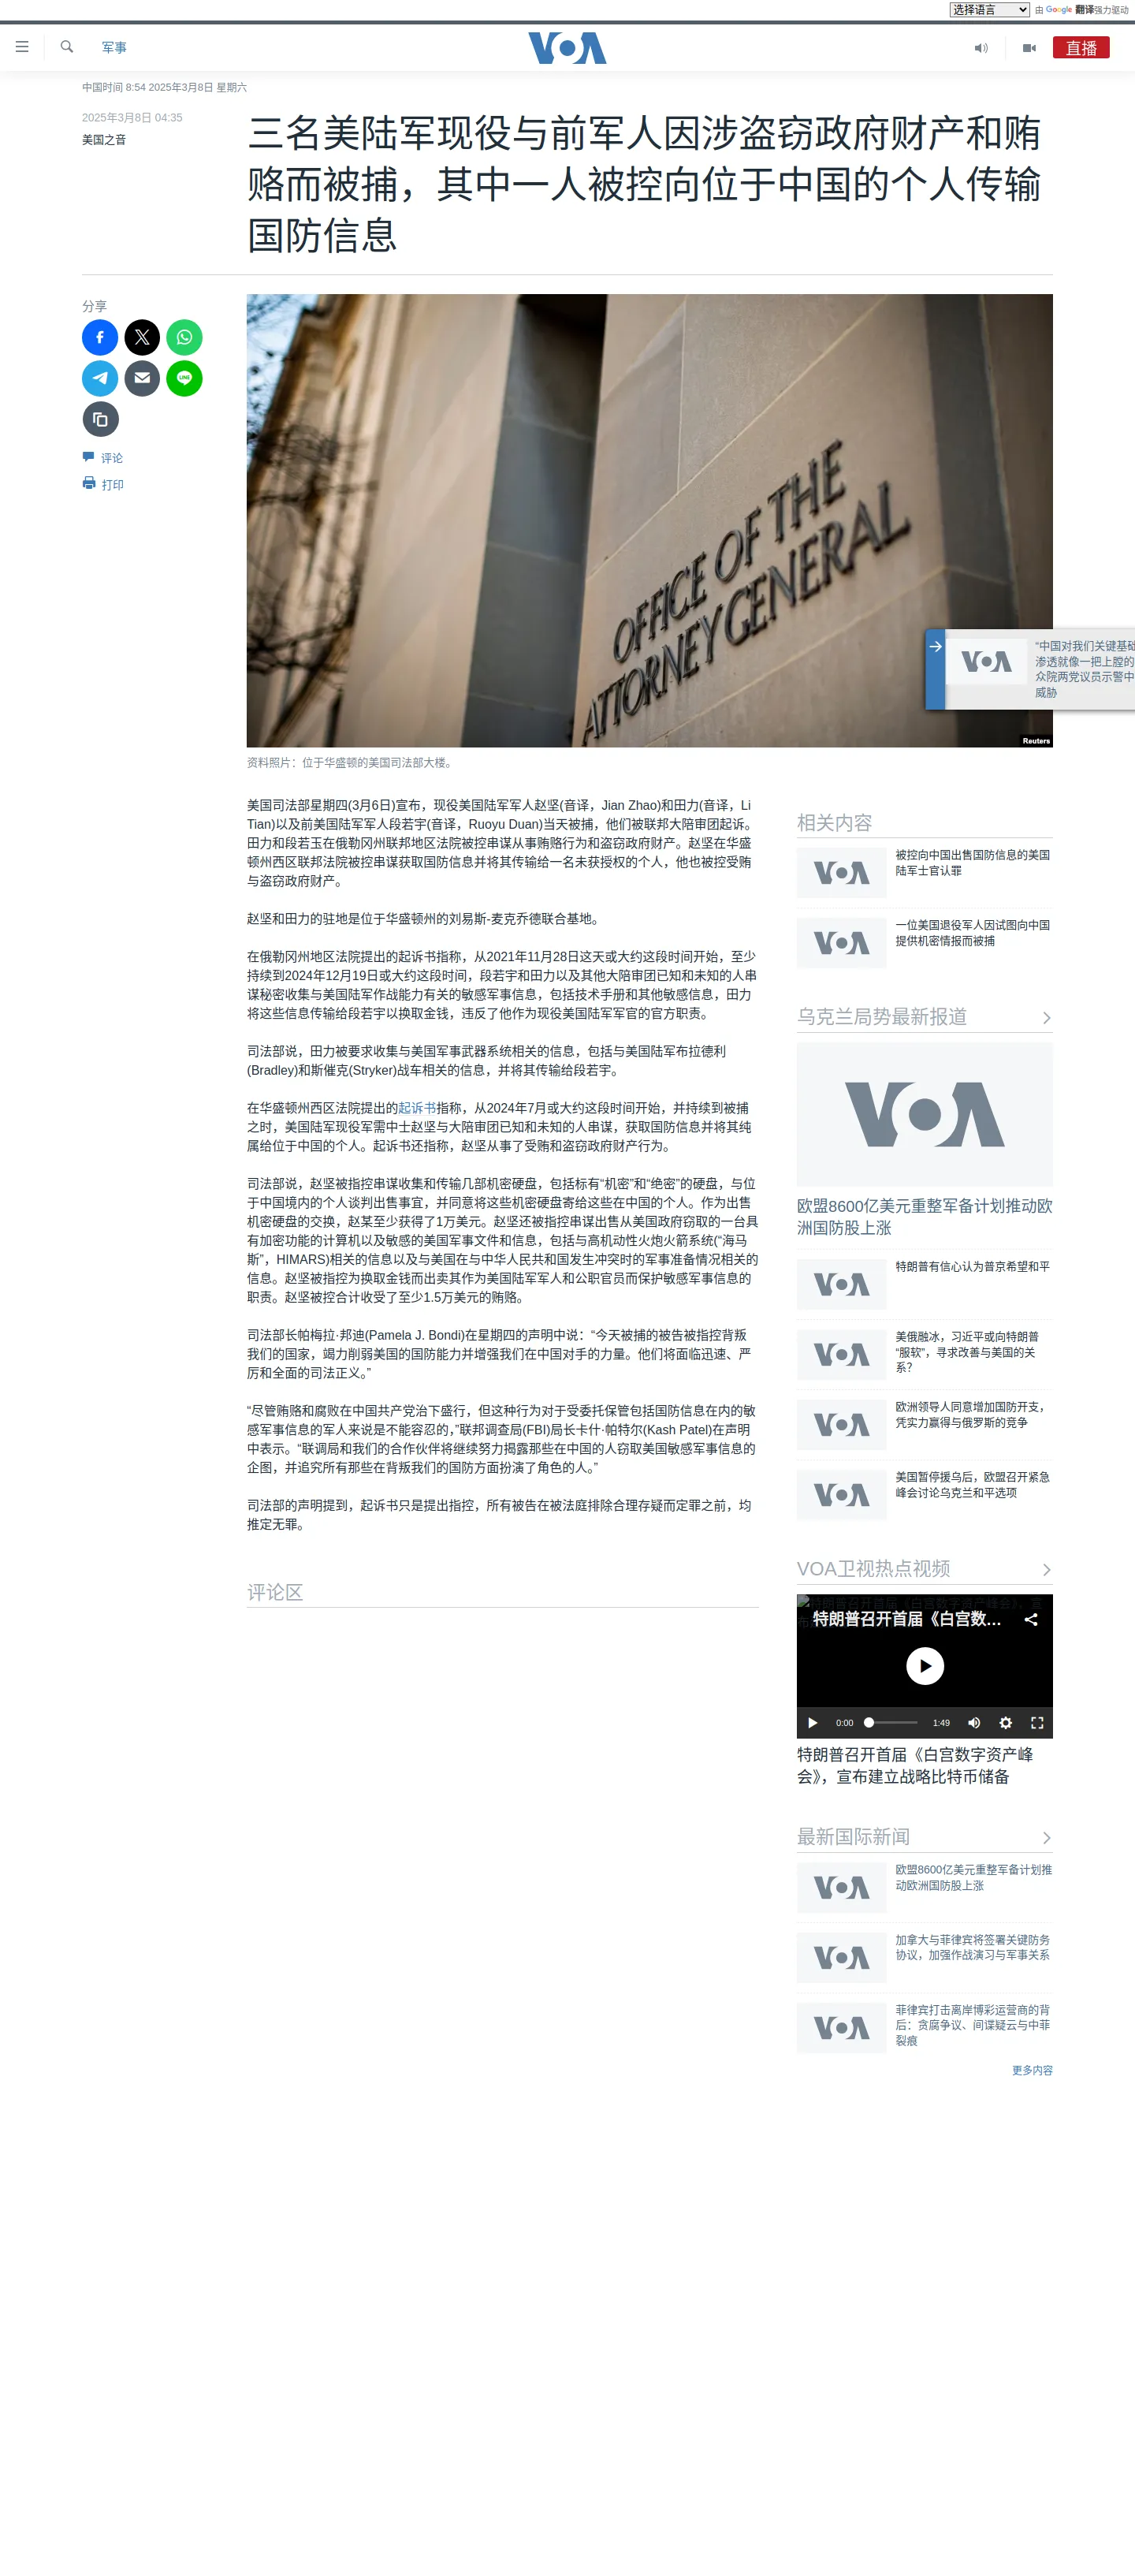 选择语言
由 Google 翻译强力驱动
军事
VOA
直播
中国时间 8:54 2025年3月8日 星期六
2025年3月8日 04:35
美国之音
三名美陆军现役与前军人因涉盗窃政府财产和贿
赂而被捕，其中一人被控向位于中国的个人传输
国防信息
分享
LINE
评论
打印
OFFICE OF THE
ATTORNEY GENERAL
Reuters
VOA
“中国对我们关键基础
渗透就像一把上膛的
众院两党议员示警中
威胁
资料照片：位于华盛顿的美国司法部大楼。
美国司法部星期四(3月6日)宣布，现役美国陆军军人赵坚(音译，Jian Zhao)和田力(音译，Li
Tian)以及前美国陆军军人段若宇(音译，Ruoyu Duan)当天被捕，他们被联邦大陪审团起诉。
田力和段若玉在俄勒冈州联邦地区法院被控串谋从事贿赂行为和盗窃政府财产。赵坚在华盛
顿州西区联邦法院被控串谋获取国防信息并将其传输给一名未获授权的个人，他也被控受贿
与盗窃政府财产。
赵坚和田力的驻地是位于华盛顿州的刘易斯-麦克乔德联合基地。
在俄勒冈州地区法院提出的起诉书指称，从2021年11月28日这天或大约这段时间开始，至少
持续到2024年12月19日或大约这段时间，段若宇和田力以及其他大陪审团已知和未知的人串
谋秘密收集与美国陆军作战能力有关的敏感军事信息，包括技术手册和其他敏感信息，田力
将这些信息传输给段若宇以换取金钱，违反了他作为现役美国陆军军官的官方职责。
司法部说，田力被要求收集与美国军事武器系统相关的信息，包括与美国陆军布拉德利
(Bradley)和斯催克(Stryker)战车相关的信息，并将其传输给段若宇。
在华盛顿州西区法院提出的起诉书指称，从2024年7月或大约这段时间开始，并持续到被捕
之时，美国陆军现役军需中士赵坚与大陪审团已知和未知的人串谋，获取国防信息并将其纯
属给位于中国的个人。起诉书还指称，赵坚从事了受贿和盗窃政府财产行为。
司法部说，赵坚被指控串谋收集和传输几部机密硬盘，包括标有“机密”和“绝密”的硬盘，与位
于中国境内的个人谈判出售事宜，并同意将这些机密硬盘寄给这些在中国的个人。作为出售
机密硬盘的交换，赵某至少获得了1万美元。赵坚还被指控串谋出售从美国政府窃取的一台具
有加密功能的计算机以及敏感的美国军事文件和信息，包括与高机动性火炮火箭系统(“海马
斯”，HIMARS)相关的信息以及与美国在与中华人民共和国发生冲突时的军事准备情况相关的
信息。赵坚被指控为换取金钱而出卖其作为美国陆军军人和公职官员而保护敏感军事信息的
职责。赵坚被控合计收受了至少1.5万美元的贿赂。
司法部长帕梅拉·邦迪(Pamela J. Bondi)在星期四的声明中说：“今天被捕的被告被指控背叛
我们的国家，竭力削弱美国的国防能力并增强我们在中国对手的力量。他们将面临迅速、严
厉和全面的司法正义。”
“尽管贿赂和腐败在中国共产党治下盛行，但这种行为对于受委托保管包括国防信息在内的敏
感军事信息的军人来说是不能容忍的，”联邦调查局(FBI)局长卡什·帕特尔(Kash Patel)在声明
中表示。“联调局和我们的合作伙伴将继续努力揭露那些在中国的人窃取美国敏感军事信息的
企图，并追究所有那些在背叛我们的国防方面扮演了角色的人。”
司法部的声明提到，起诉书只是提出指控，所有被告在被法庭排除合理存疑而定罪之前，均
推定无罪。
评论区
相关内容
VOA
被控向中国出售国防信息的美国
陆军士官认罪
VOA
一位美国退役军人因试图向中国
提供机密情报而被捕
乌克兰局势最新报道
VOA
欧盟8600亿美元重整军备计划推动欧
洲国防股上涨
VOA
特朗普有信心认为普京希望和平
VOA
美俄融冰，习近平或向特朗普
“服软”，寻求改善与美国的关
系？
VOA
欧洲领导人同意增加国防开支，
凭实力赢得与俄罗斯的竞争
VOA
美国暂停援乌后，欧盟召开紧急
峰会讨论乌克兰和平选项
VOA卫视热点视频
特朗普召开首届《白宫数字资产峰会》，宣
特朗普召开首届《白宫数...
0:00
1:49
特朗普召开首届《白宫数字资产峰
会》，宣布建立战略比特币储备
最新国际新闻
VOA
欧盟8600亿美元重整军备计划推
动欧洲国防股上涨
VOA
加拿大与菲律宾将签署关键防务
协议，加强作战演习与军事关系
VOA
菲律宾打击离岸博彩运营商的背
后：贪腐争议、间谍疑云与中菲
裂痕
更多内容